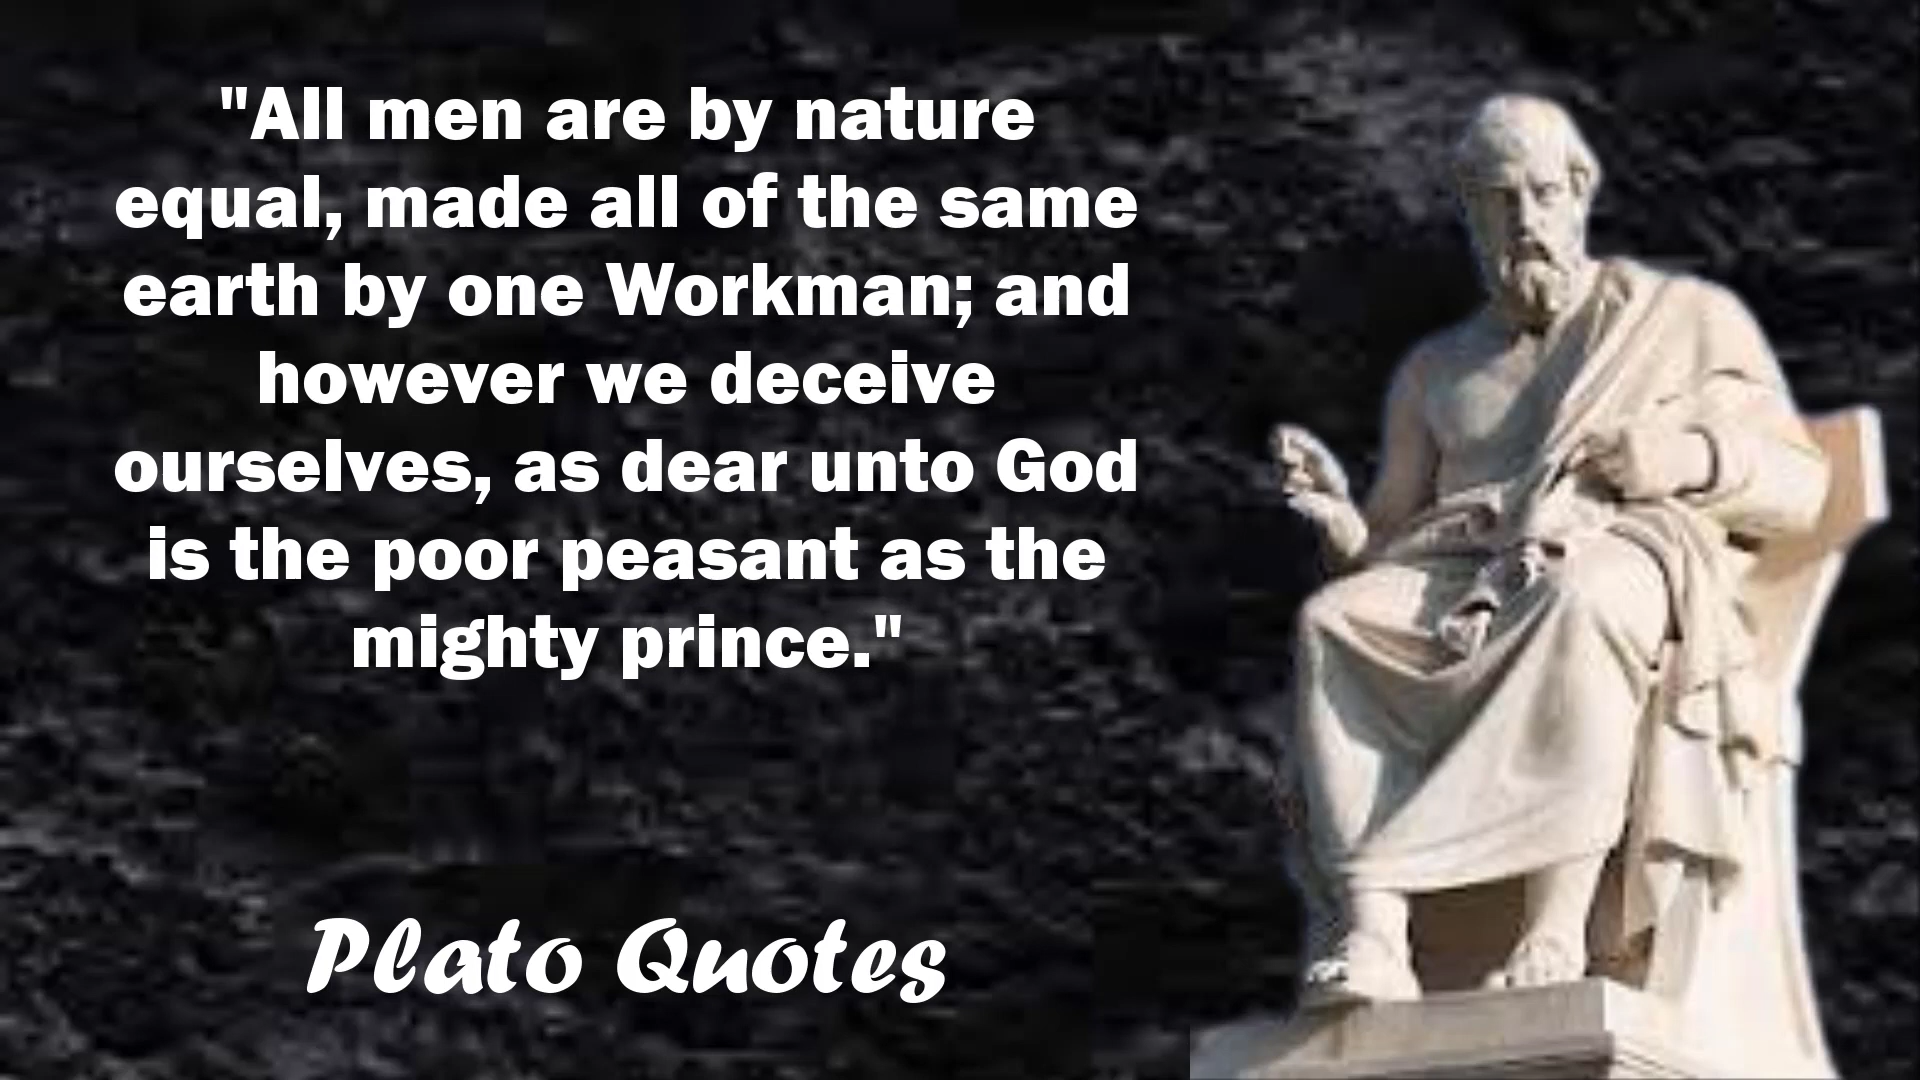 "All men are by nature
equal, made all of the same
earth by one Workman; and
however we deceive
ourselves, as dear unto God
is the poor peasant as the
mighty prince."
Plato Quotes